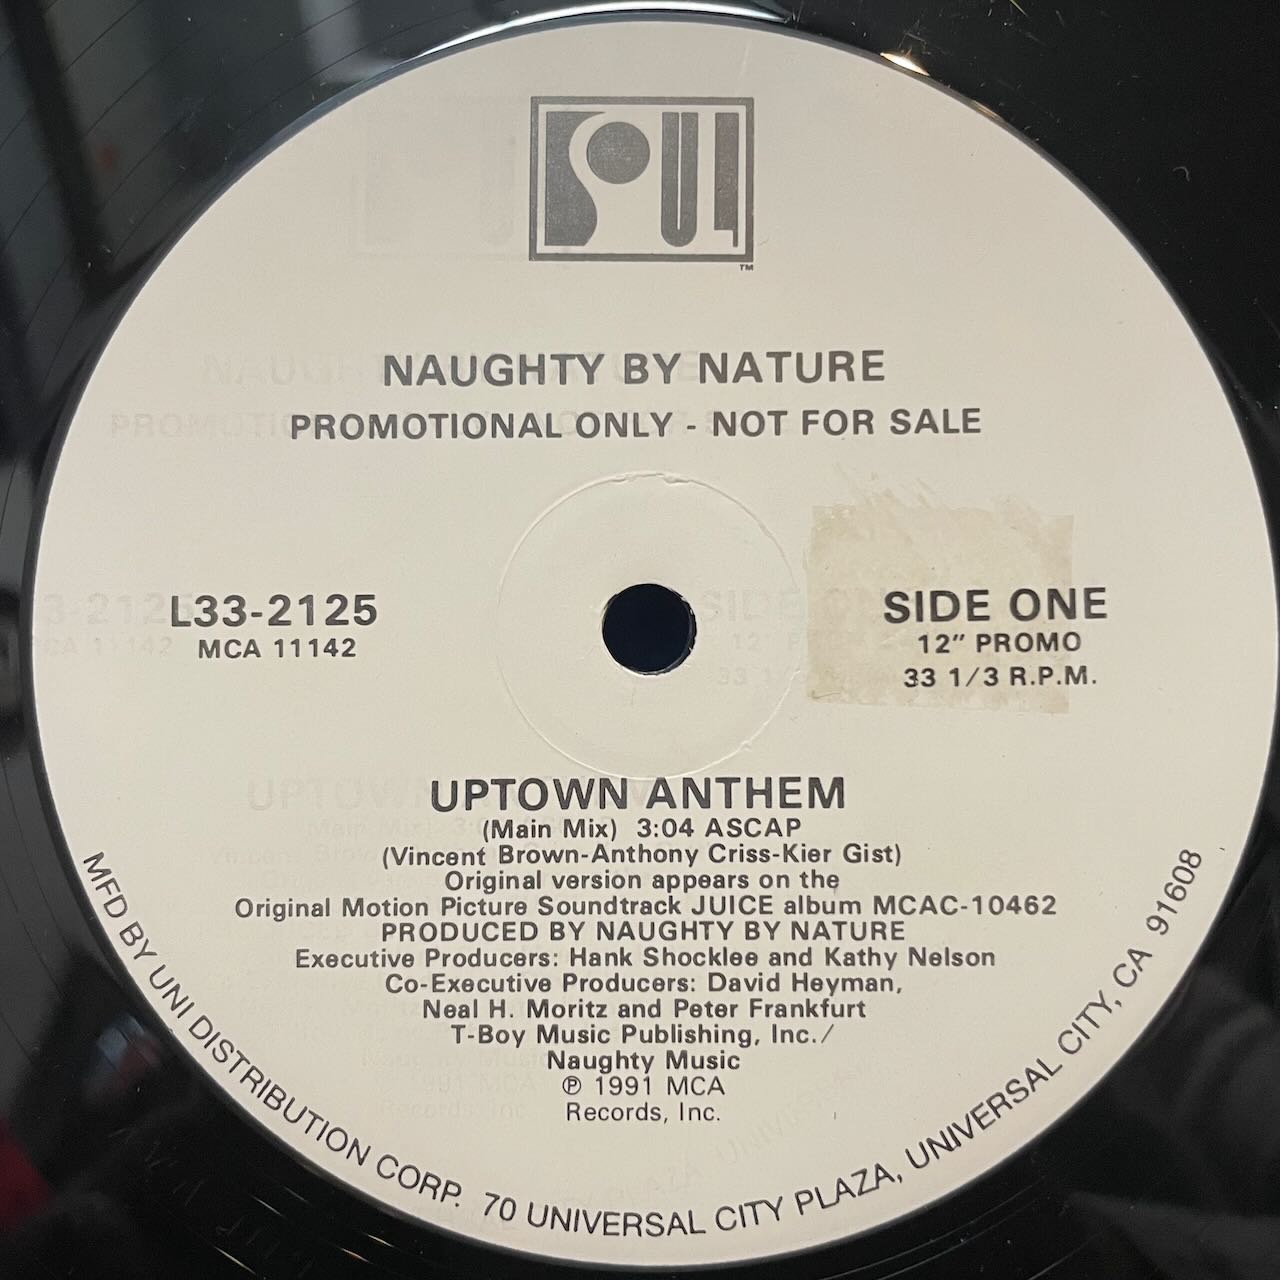 SOUL
TM
NAUGHTY BY NATURE
PROMOTIONAL ONLY - NOT FOR SALE
L33-2125
MCA 11142
SIDE ONE
12" PROMO
33 1/3 R.P.M.
UPTOWN ANTHEM
(Main Mix) 3:04 ASCAP
(Vincent Brown-Anthony Criss-Kier Gist)
Original version appears on the
Original Motion Picture Soundtrack JUICE album MCAC-10462
PRODUCED BY NAUGHTY BY NATURE
Executive Producers: Hank Shocklee and Kathy Nelson
Co-Executive Producers: David Heyman,
Neal H. Moritz and Peter Frankfurt
T-Boy Music Publishing, Inc./
Naughty Music
℗ 1991 MCA
Records, Inc.
MFD BY UNI DISTRIBUTION CORP. 70 UNIVERSAL CITY PLAZA, UNIVERSAL CITY, CA 91608